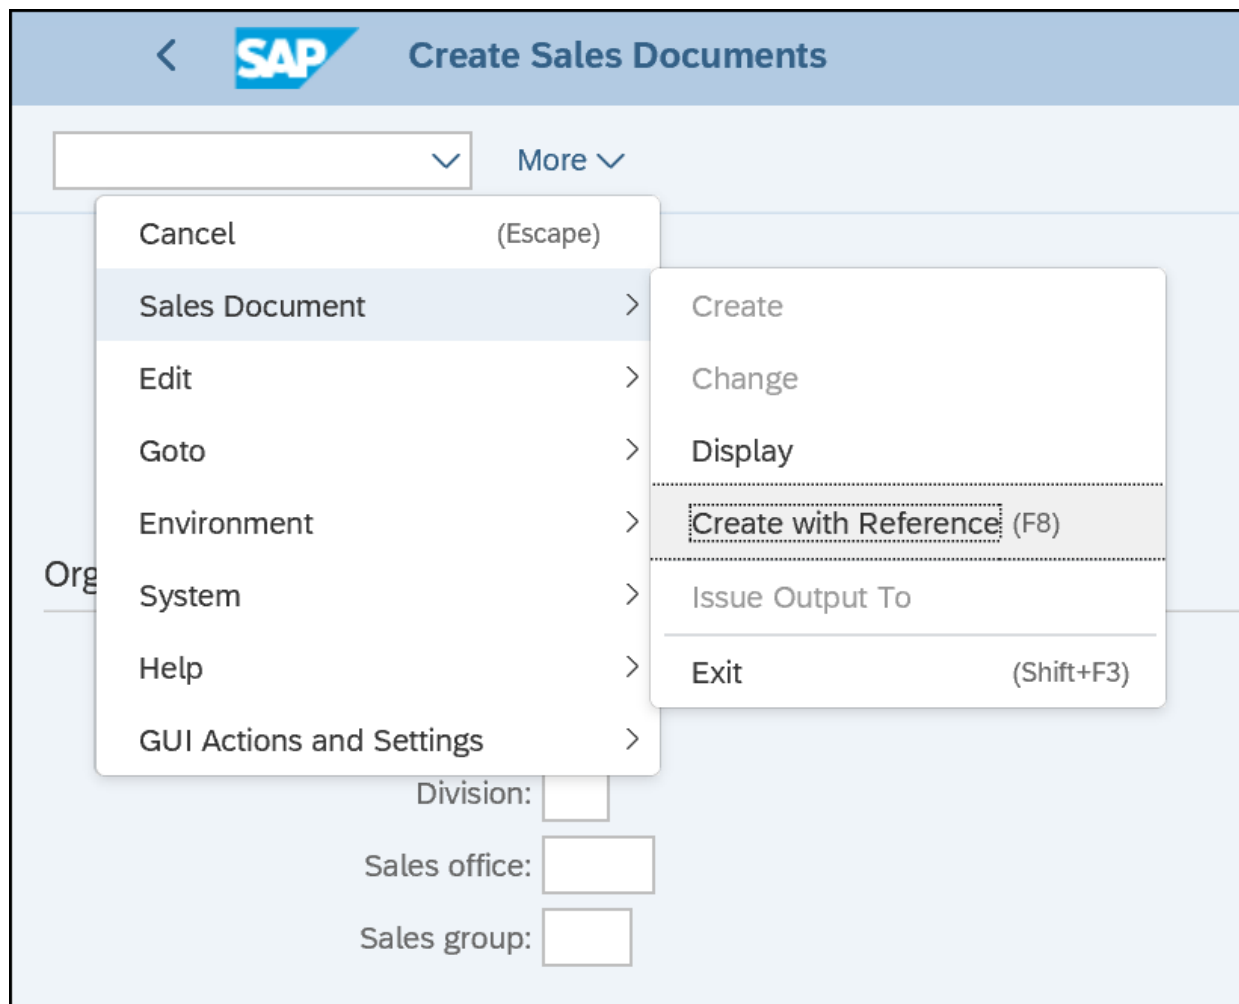 SAP Create Sales Documents
More
Cancel (Escape)
Sales Document
Edit
Goto
Environment
System
Help
GUI Actions and Settings
Create
Change
Display
Create with Reference (F8)
Issue Output To
Exit (Shift+F3)
Org
Division:
Sales office:
Sales group: